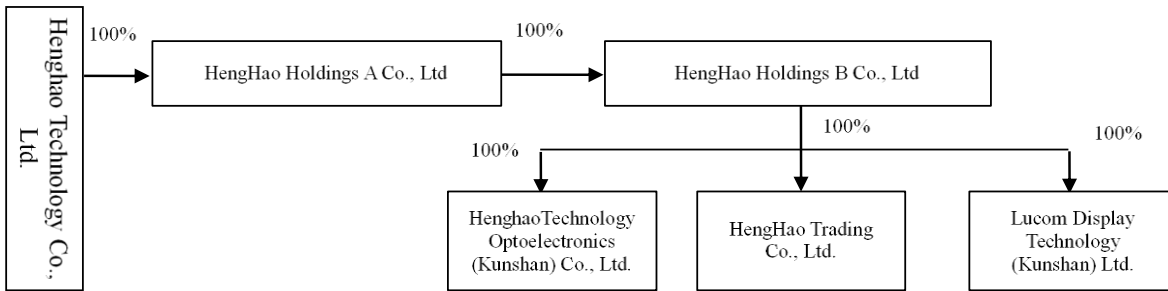 Henghao Technology Co.,
Ltd.
100%
HengHao Holdings A Co., Ltd
100%
HengHao Holdings B Co., Ltd
100%
100%
100%
HenghaoTechnology
Optoelectronics
(Kunshan) Co., Ltd.
HengHao Trading
Co., Ltd.
Lucom Display
Technology
(Kunshan) Ltd.